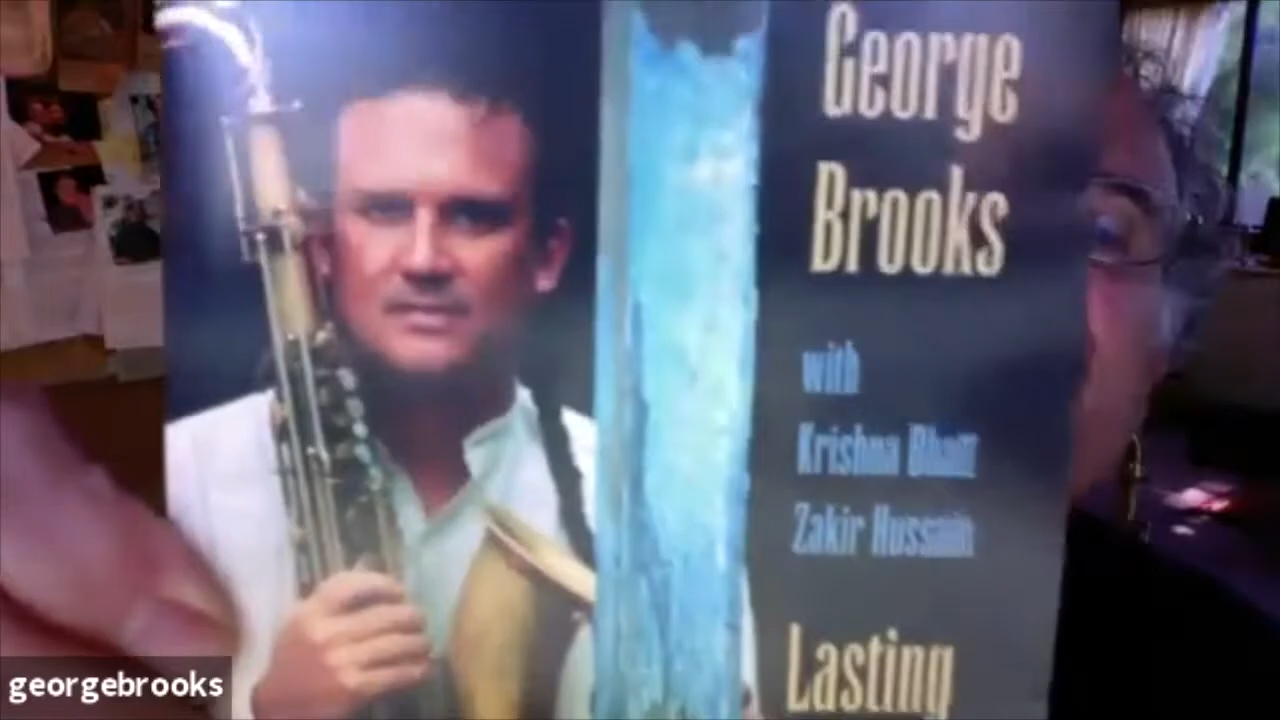 George
Brooks
with
Krishna Bhatt
Zakir Hussain
Lasting
georgebrooks